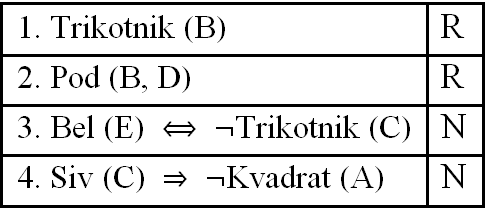 1. Trikotnik (B) R
2. Pod (B, D) R
3. Bel (E) ⇔ ¬Trikotnik (C) N
4. Siv (C) ⇒ ¬Kvadrat (A) N